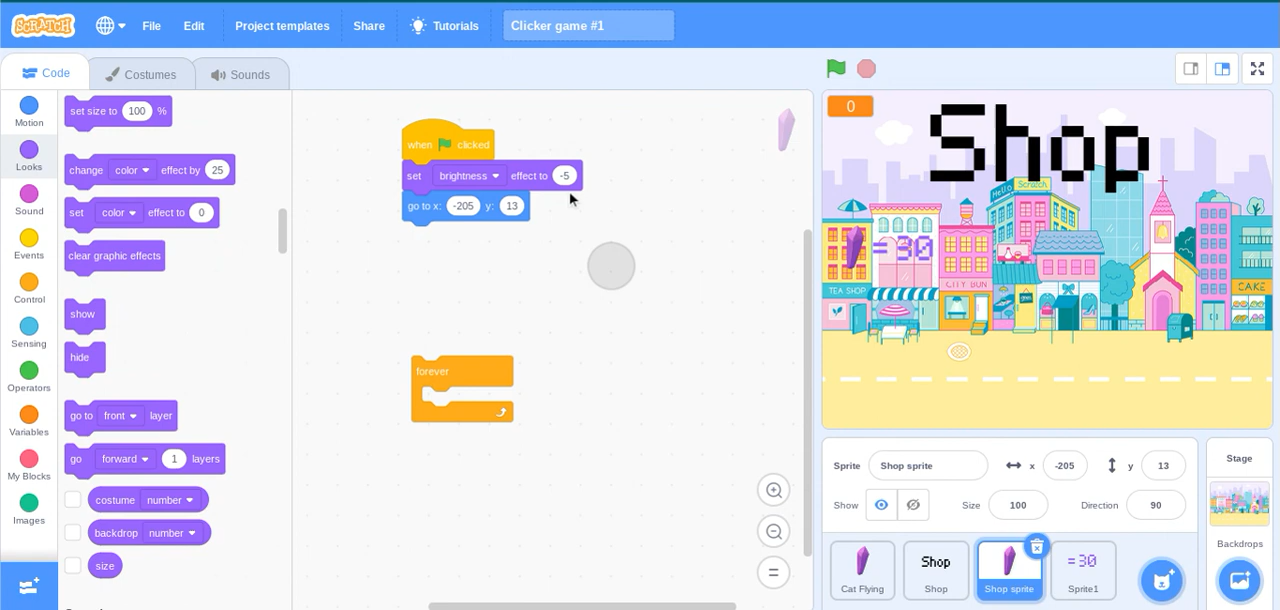 SCRATCH
File
Edit
Project templates
Share
Tutorials
Clicker game #1
Code
Costumes
Sounds
Motion
Looks
Sound
Events
Control
Sensing
Operators
Variables
My Blocks
Images
set size to 100 %
change color effect by 25
set color effect to 0
clear graphic effects
show
hide
go to front layer
go forward 1 layers
costume number
backdrop number
size
when clicked
set brightness effect to -5
go to x: -205 y: 13
forever
0
Shop
Hello
Scratch
=30
TEA SHOP
CITY BUN
CAKE
Sprite Shop sprite x -205 y 13
Show Size 100 Direction 90
Cat Flying
Shop
Shop
Shop sprite
=30
Sprite1
Stage
Backdrops